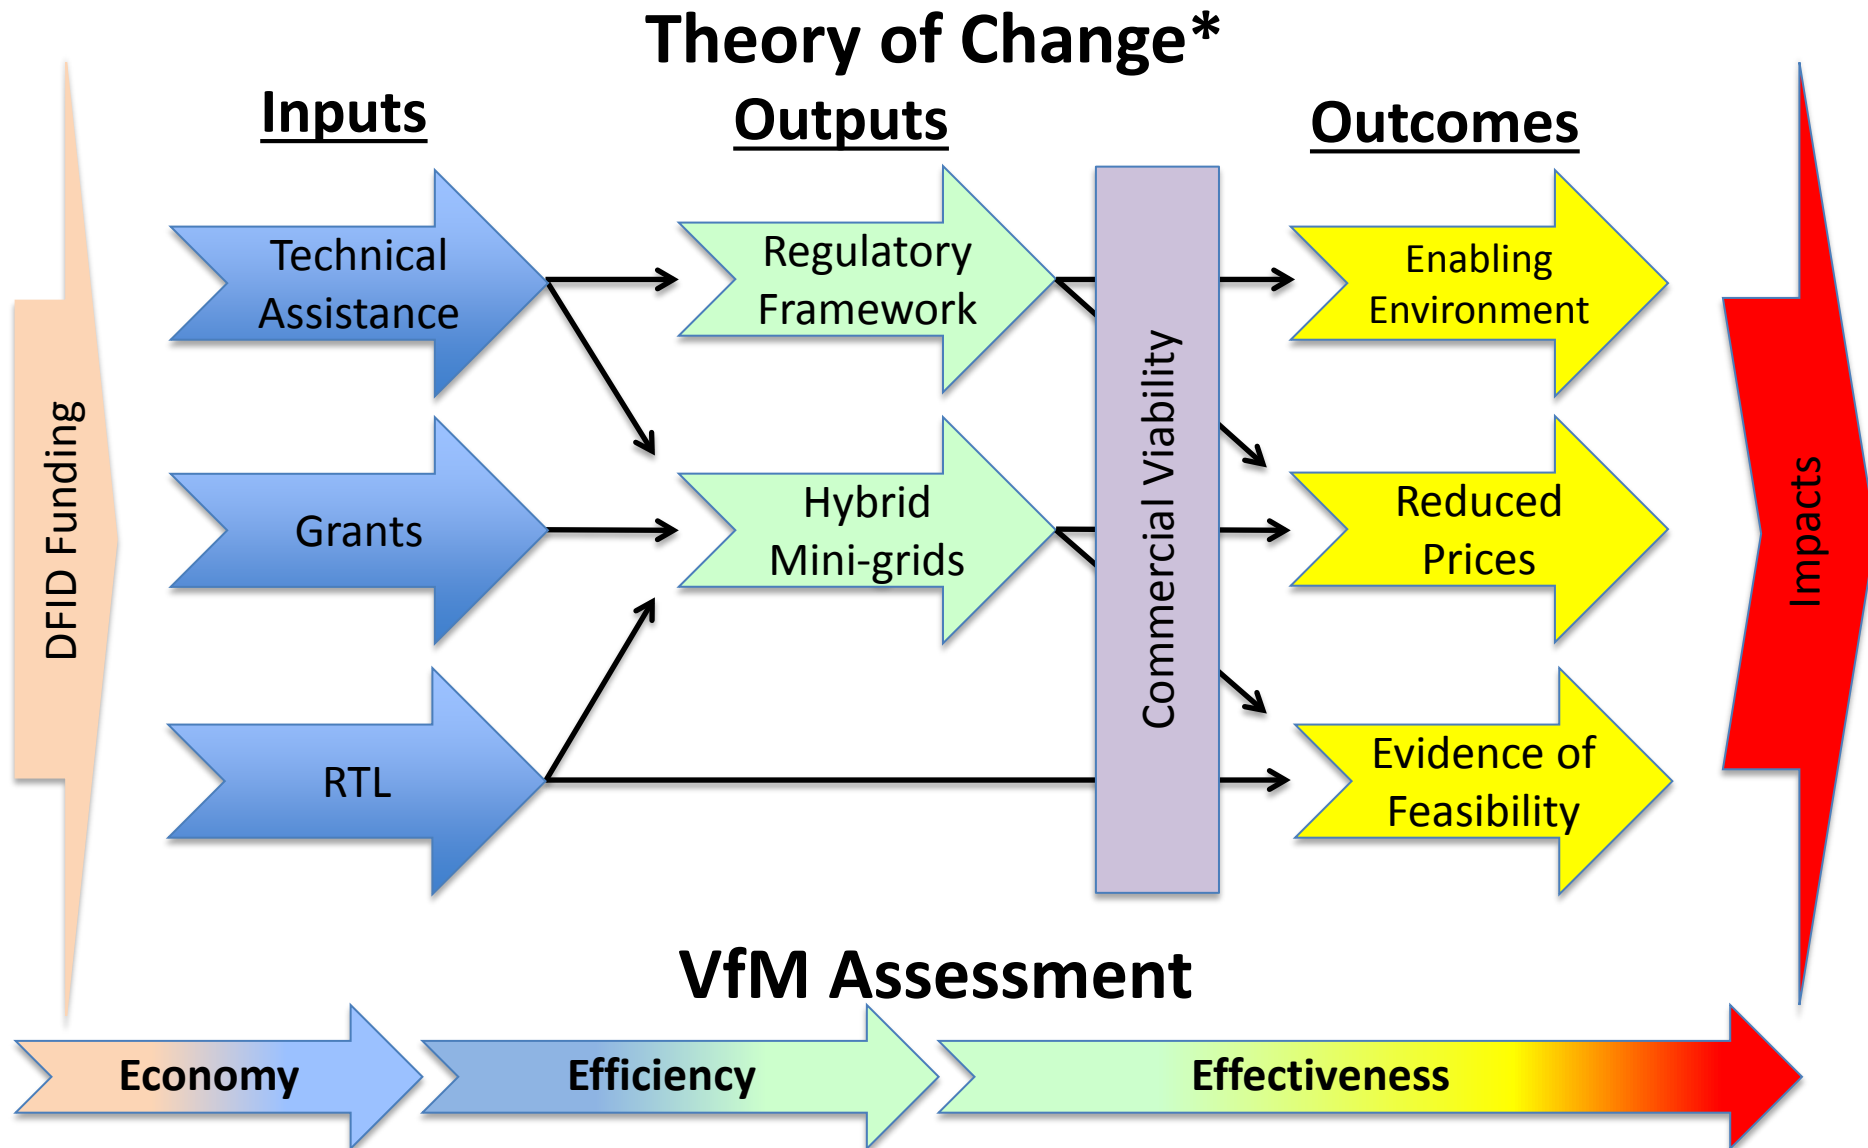 Theory of Change*
Inputs
Outputs
Outcomes
DFID Funding
Technical
Assistance
Grants
RTL
Regulatory
Framework
Hybrid
Mini-grids
Commercial Viability
Enabling
Environment
Reduced
Prices
Evidence of
Feasibility
Impacts
VfM Assessment
Economy
Efficiency
Effectiveness